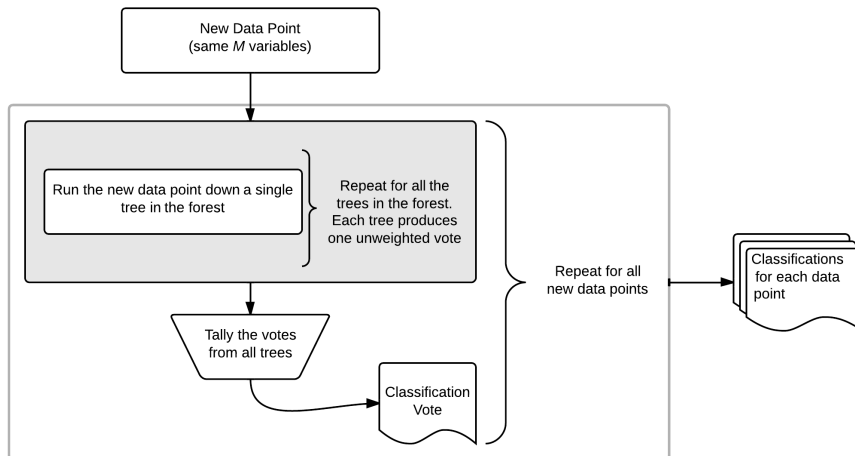 New Data Point
(same M variables)
Run the new data point down a single
tree in the forest
Repeat for all the
trees in the forest.
Each tree produces
one unweighted vote
Tally the votes
from all trees
Classification
Vote
Repeat for all
new data points
Classifications
for each data
point